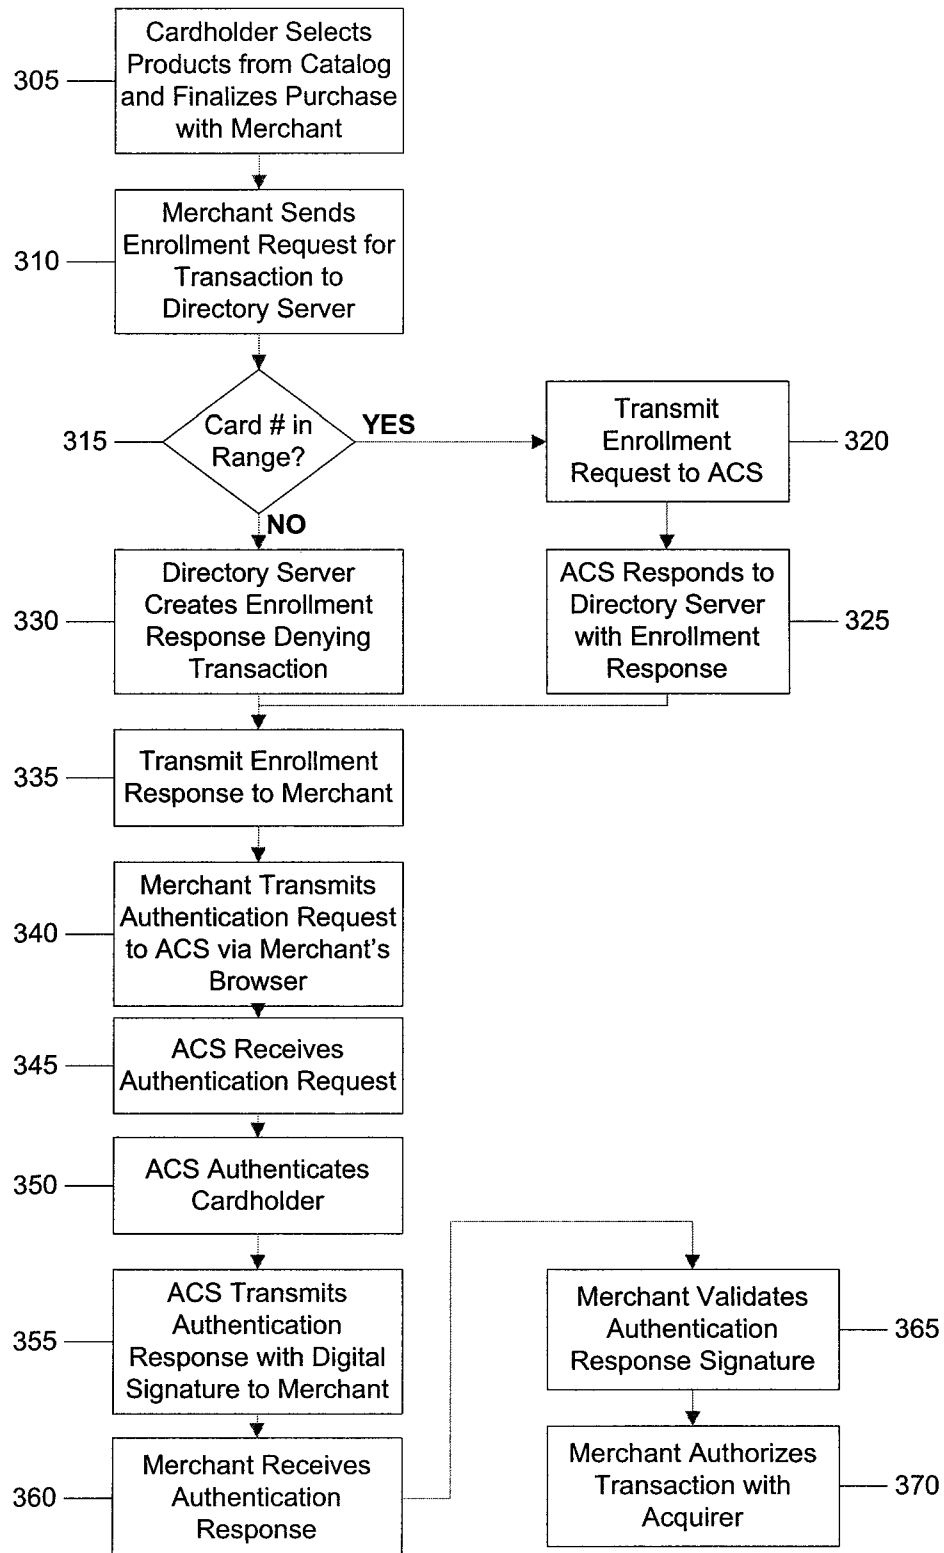 Cardholder Selects
Products from Catalog
and Finalizes Purchase
with Merchant
305
Merchant Sends
Enrollment Request for
Transaction to
Directory Server
310
Card # in
Range?
315
YES
NO
Transmit
Enrollment
Request to ACS
320
ACS Responds to
Directory Server
with Enrollment
Response
325
Directory Server
Creates Enrollment
Response Denying
Transaction
330
Transmit Enrollment
Response to Merchant
335
Merchant Transmits
Authentication Request
to ACS via Merchant's
Browser
340
ACS Receives
Authentication Request
345
ACS Authenticates
Cardholder
350
ACS Transmits
Authentication
Response with Digital
Signature to Merchant
355
Merchant Receives
Authentication
Response
360
Merchant Validates
Authentication
Response Signature
365
Merchant Authorizes
Transaction with
Acquirer
370